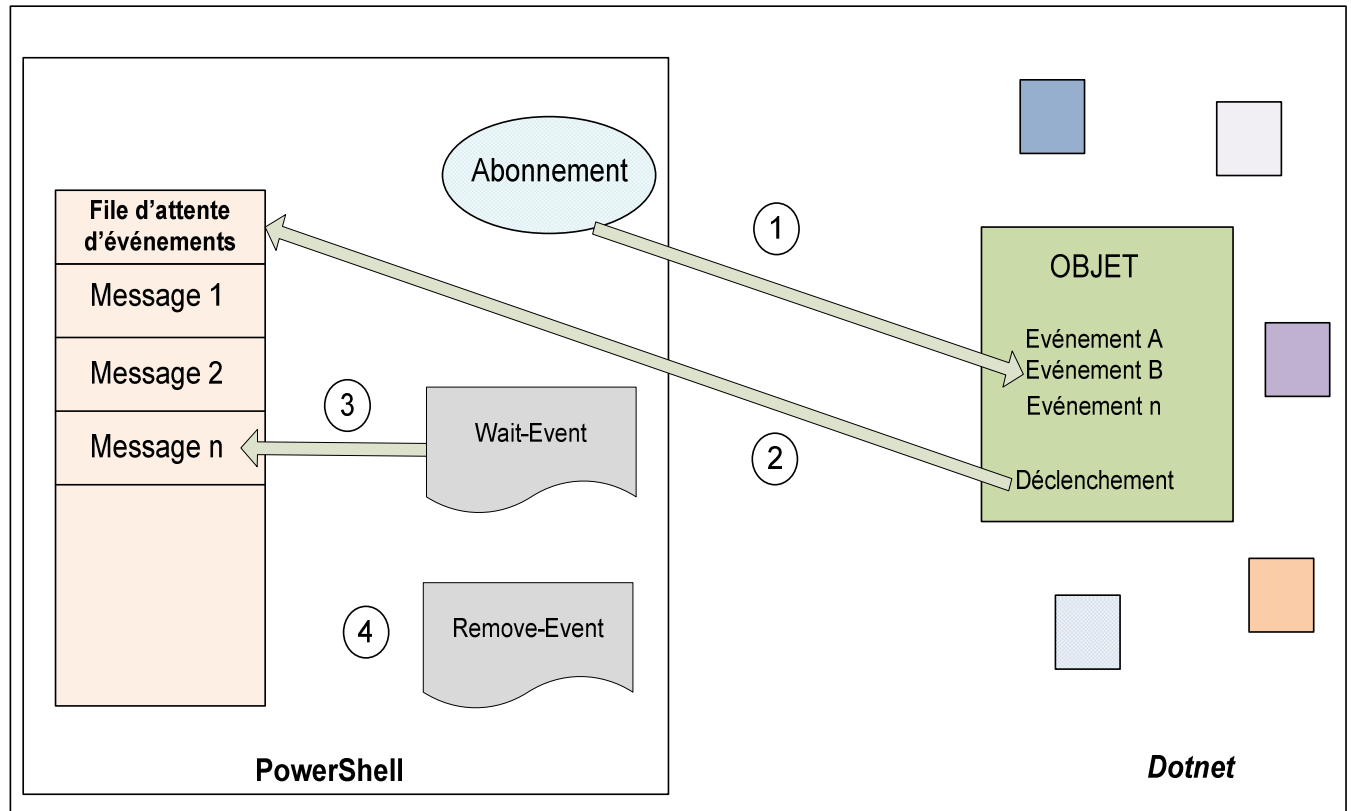 Abonnement
File d'attente
d'événements
Message 1
Message 2
Message n
1
2
3
4
Wait-Event
Remove-Event
OBJET
Evénement A
Evénement B
Evénement n
Déclenchement
PowerShell
Dotnet